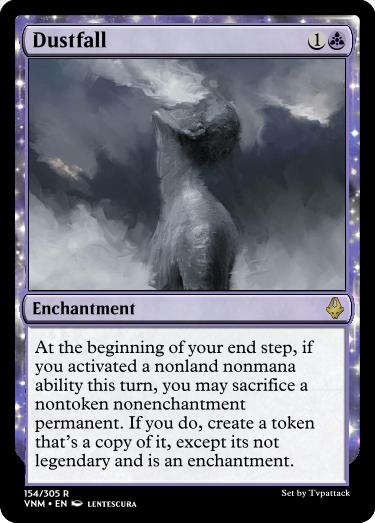 Dustfall
1
Enchantment
At the beginning of your end step, if
you activated a nonland nonmana
ability this turn, you may sacrifice a
nontoken nonenchantment
permanent. If you do, create a token
that's a copy of it, except its not
legendary and is an enchantment.
154/305 R
VNM • EN LENTESCURA
Set by Tvpattack